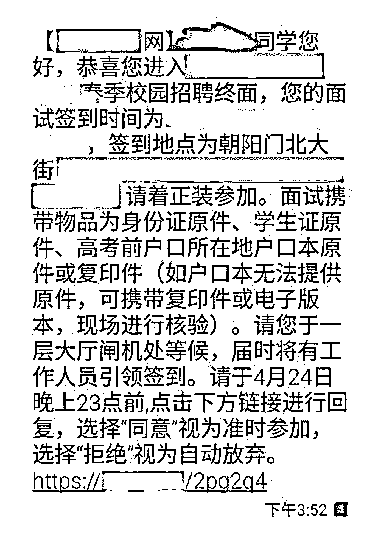 【 网】 同学您
好，恭喜您进入
春季校园招聘终面，您的面
试签到时间为
，签到地点为朝阳门北大
街
请着正装参加。面试携
带物品为身份证原件、学生证原
件、高考前户口所在地户口本原
件或复印件（如户口本无法提供
原件，可携带复印件或电子版
本，现场进行核验）。请您于一
层大厅闸机处等候，届时将有工
作人员引领签到。请于4月24日
晚上23点前,点击下方链接进行回
复，选择“同意”视为准时参加，
选择“拒绝”视为自动放弃。
https:// /2pg2q4
下午3:52